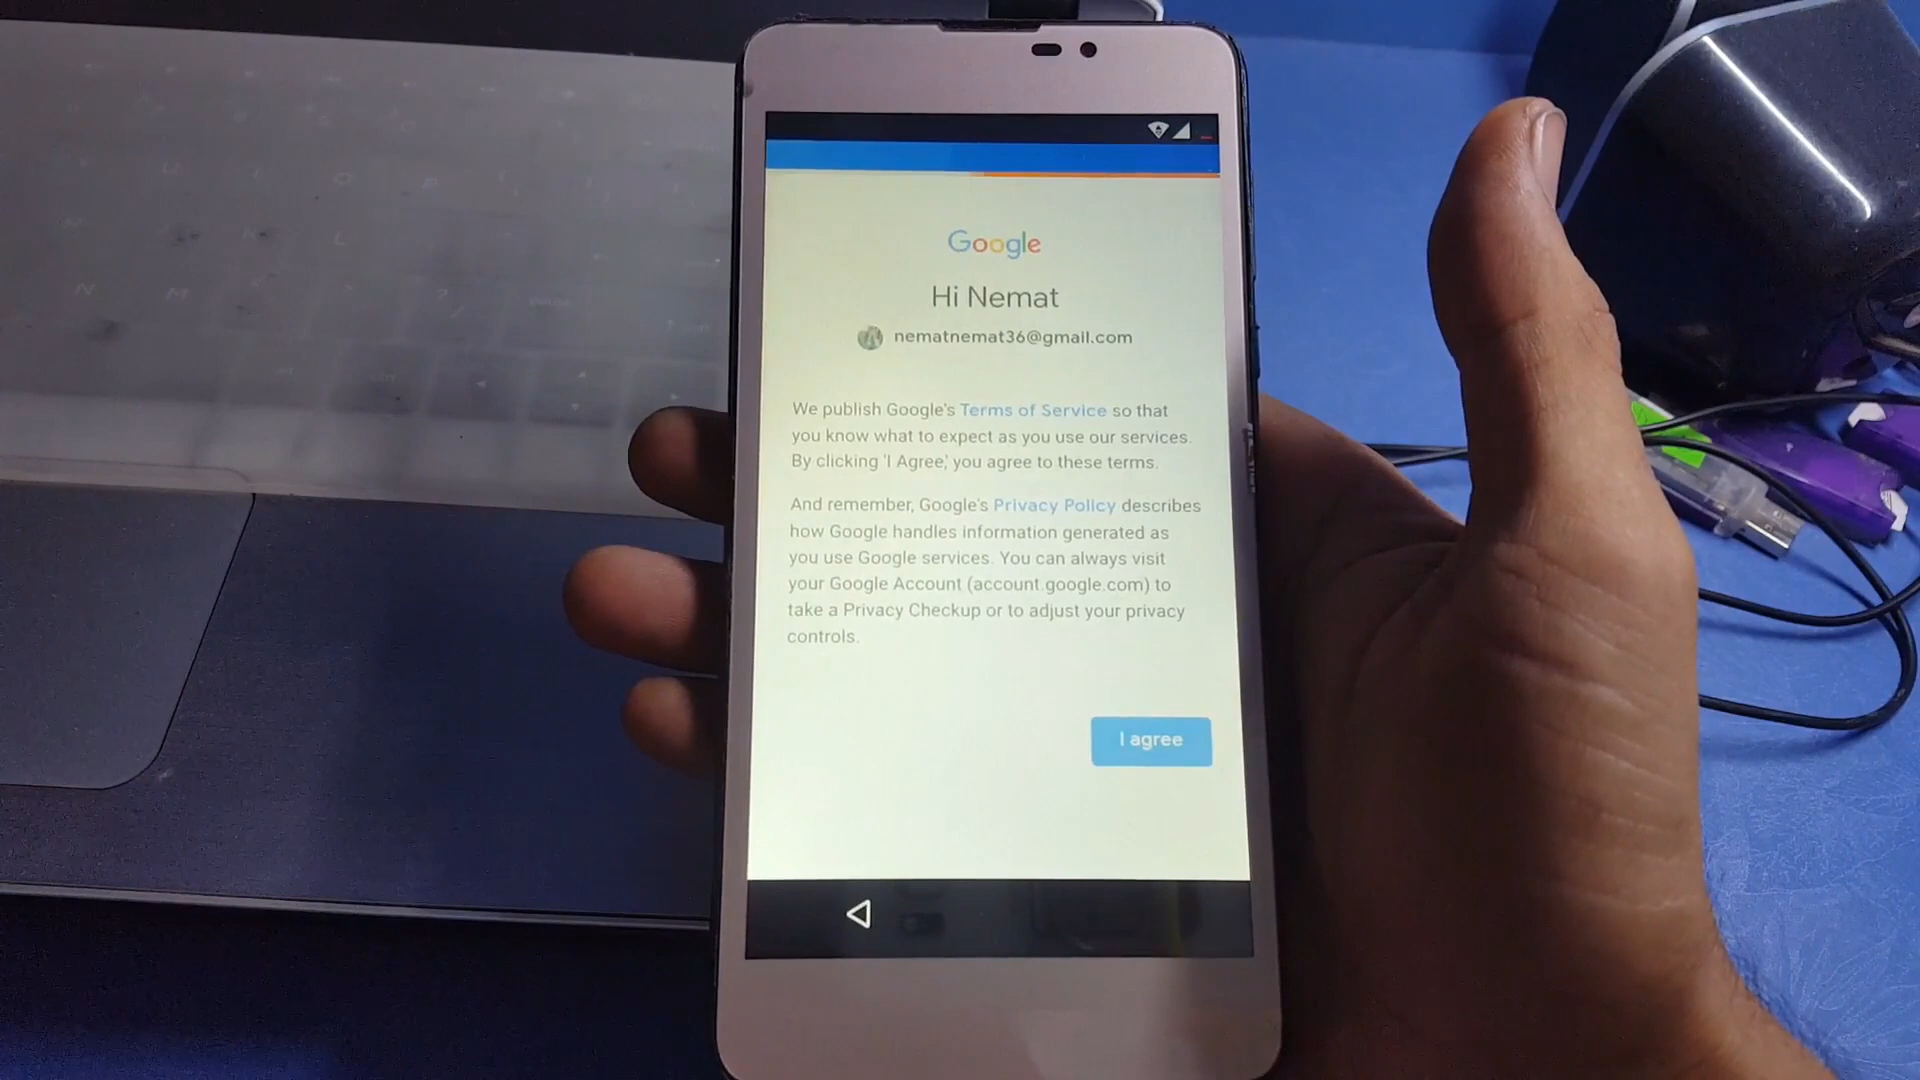 Google
Hi Nemat
nematnemat36@gmail.com
We publish Google's Terms of Service so that
you know what to expect as you use our services.
By clicking 'I Agree,' you agree to these terms.
And remember, Google's Privacy Policy describes
how Google handles information generated as
you use Google services. You can always visit
your Google Account (account.google.com) to
take a Privacy Checkup or to adjust your privacy
controls.
I agree